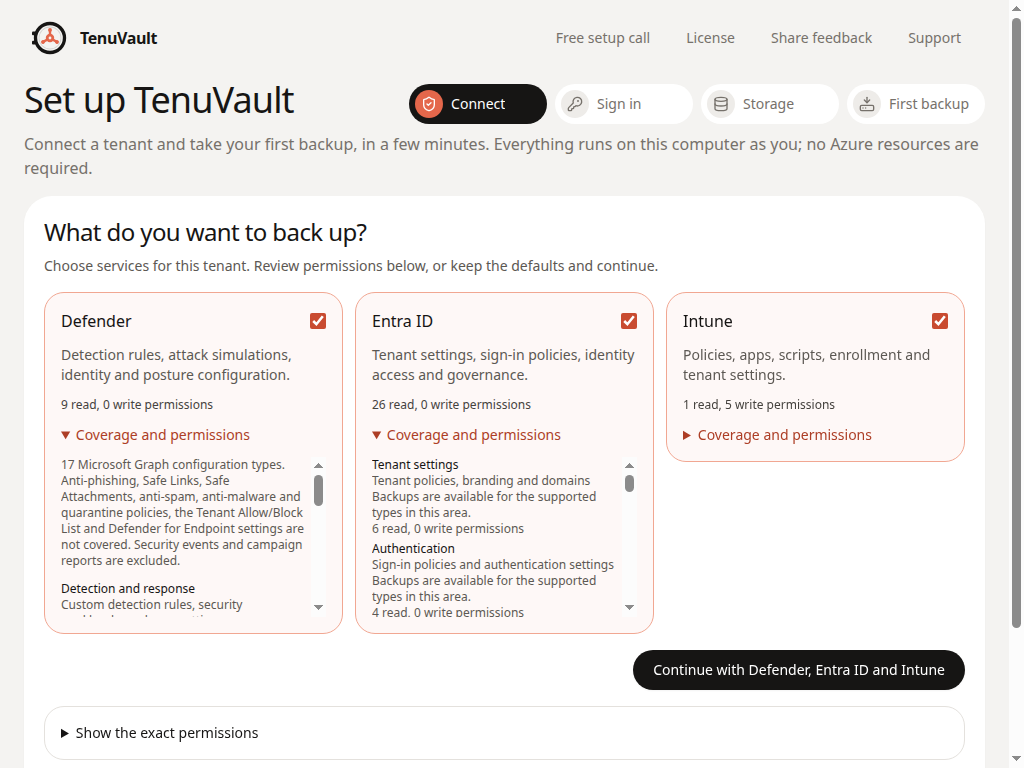 TenuVault
Free setup call
License
Share feedback
Support
Set up TenuVault
Connect
Sign in
Storage
First backup
Connect a tenant and take your first backup, in a few minutes. Everything runs on this computer as you; no Azure resources are
required.
What do you want to back up?
Choose services for this tenant. Review permissions below, or keep the defaults and continue.
Defender
Detection rules, attack simulations,
identity and posture configuration.
9 read, 0 write permissions
Coverage and permissions
17 Microsoft Graph configuration types.
Anti-phishing, Safe Links, Safe
Attachments, anti-spam, anti-malware and
quarantine policies, the Tenant Allow/Block
List and Defender for Endpoint settings are
not covered. Security events and campaign
reports are excluded.
Detection and response
Custom detection rules, security
Entra ID
Tenant settings, sign-in policies, identity
access and governance.
26 read, 0 write permissions
Coverage and permissions
Tenant settings
Tenant policies, branding and domains
Backups are available for the supported
types in this area.
6 read, 0 write permissions
Authentication
Sign-in policies and authentication settings
Backups are available for the supported
types in this area.
4 read, 0 write permissions
Intune
Policies, apps, scripts, enrollment and
tenant settings.
1 read, 5 write permissions
Coverage and permissions
Continue with Defender, Entra ID and Intune
Show the exact permissions